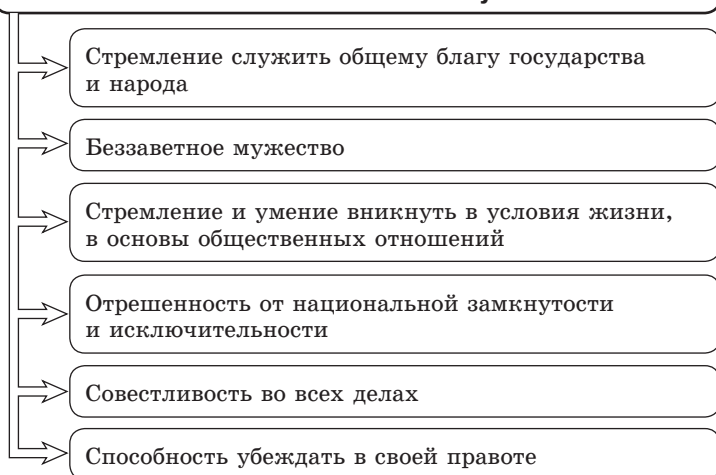 Стремление служить общему благу государства
и народа
Беззаветное мужество
Стремление и умение вникнуть в условия жизни,
в основы общественных отношений
Отрешенность от национальной замкнутости
и исключительности
Совестливость во всех делах
Способность убеждать в своей правоте